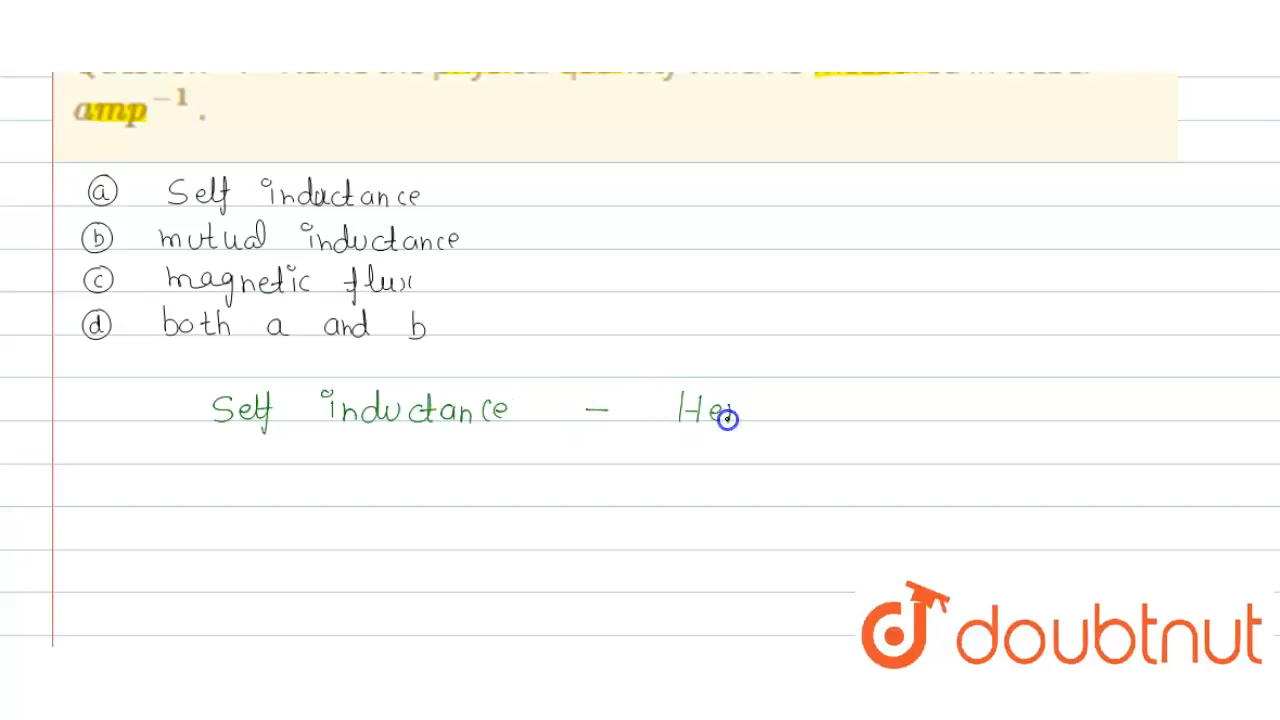 amp⁻¹ .
(a) Self inductance
(b) mutual inductance
(c) magnetic flux
(d) both a and b
Self inductance - He
doubtnut